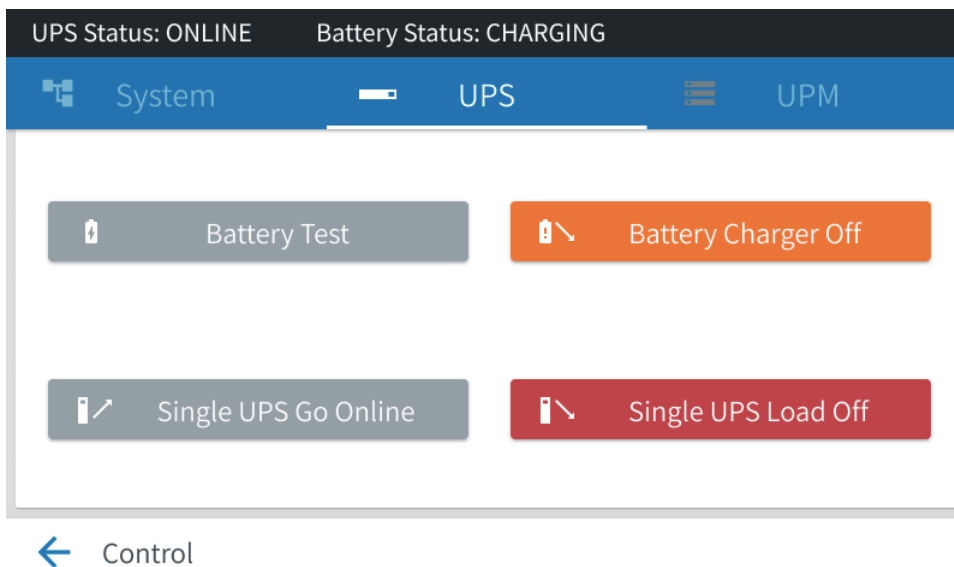 UPS Status: ONLINE Battery Status: CHARGING
System UPS UPM
Battery Test Battery Charger Off
Single UPS Go Online Single UPS Load Off
Control